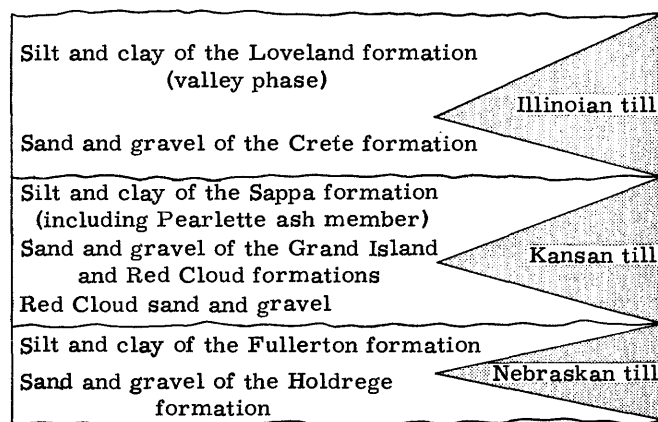 Silt and clay of the Loveland formation
(valley phase)
Illinoian till
Sand and gravel of the Crete formation
Silt and clay of the Sappa formation
(including Pearlette ash member)
Sand and gravel of the Grand Island
and Red Cloud formations
Kansan till
Red Cloud sand and gravel
Silt and clay of the Fullerton formation
Nebraskan till
Sand and gravel of the Holdrege
formation